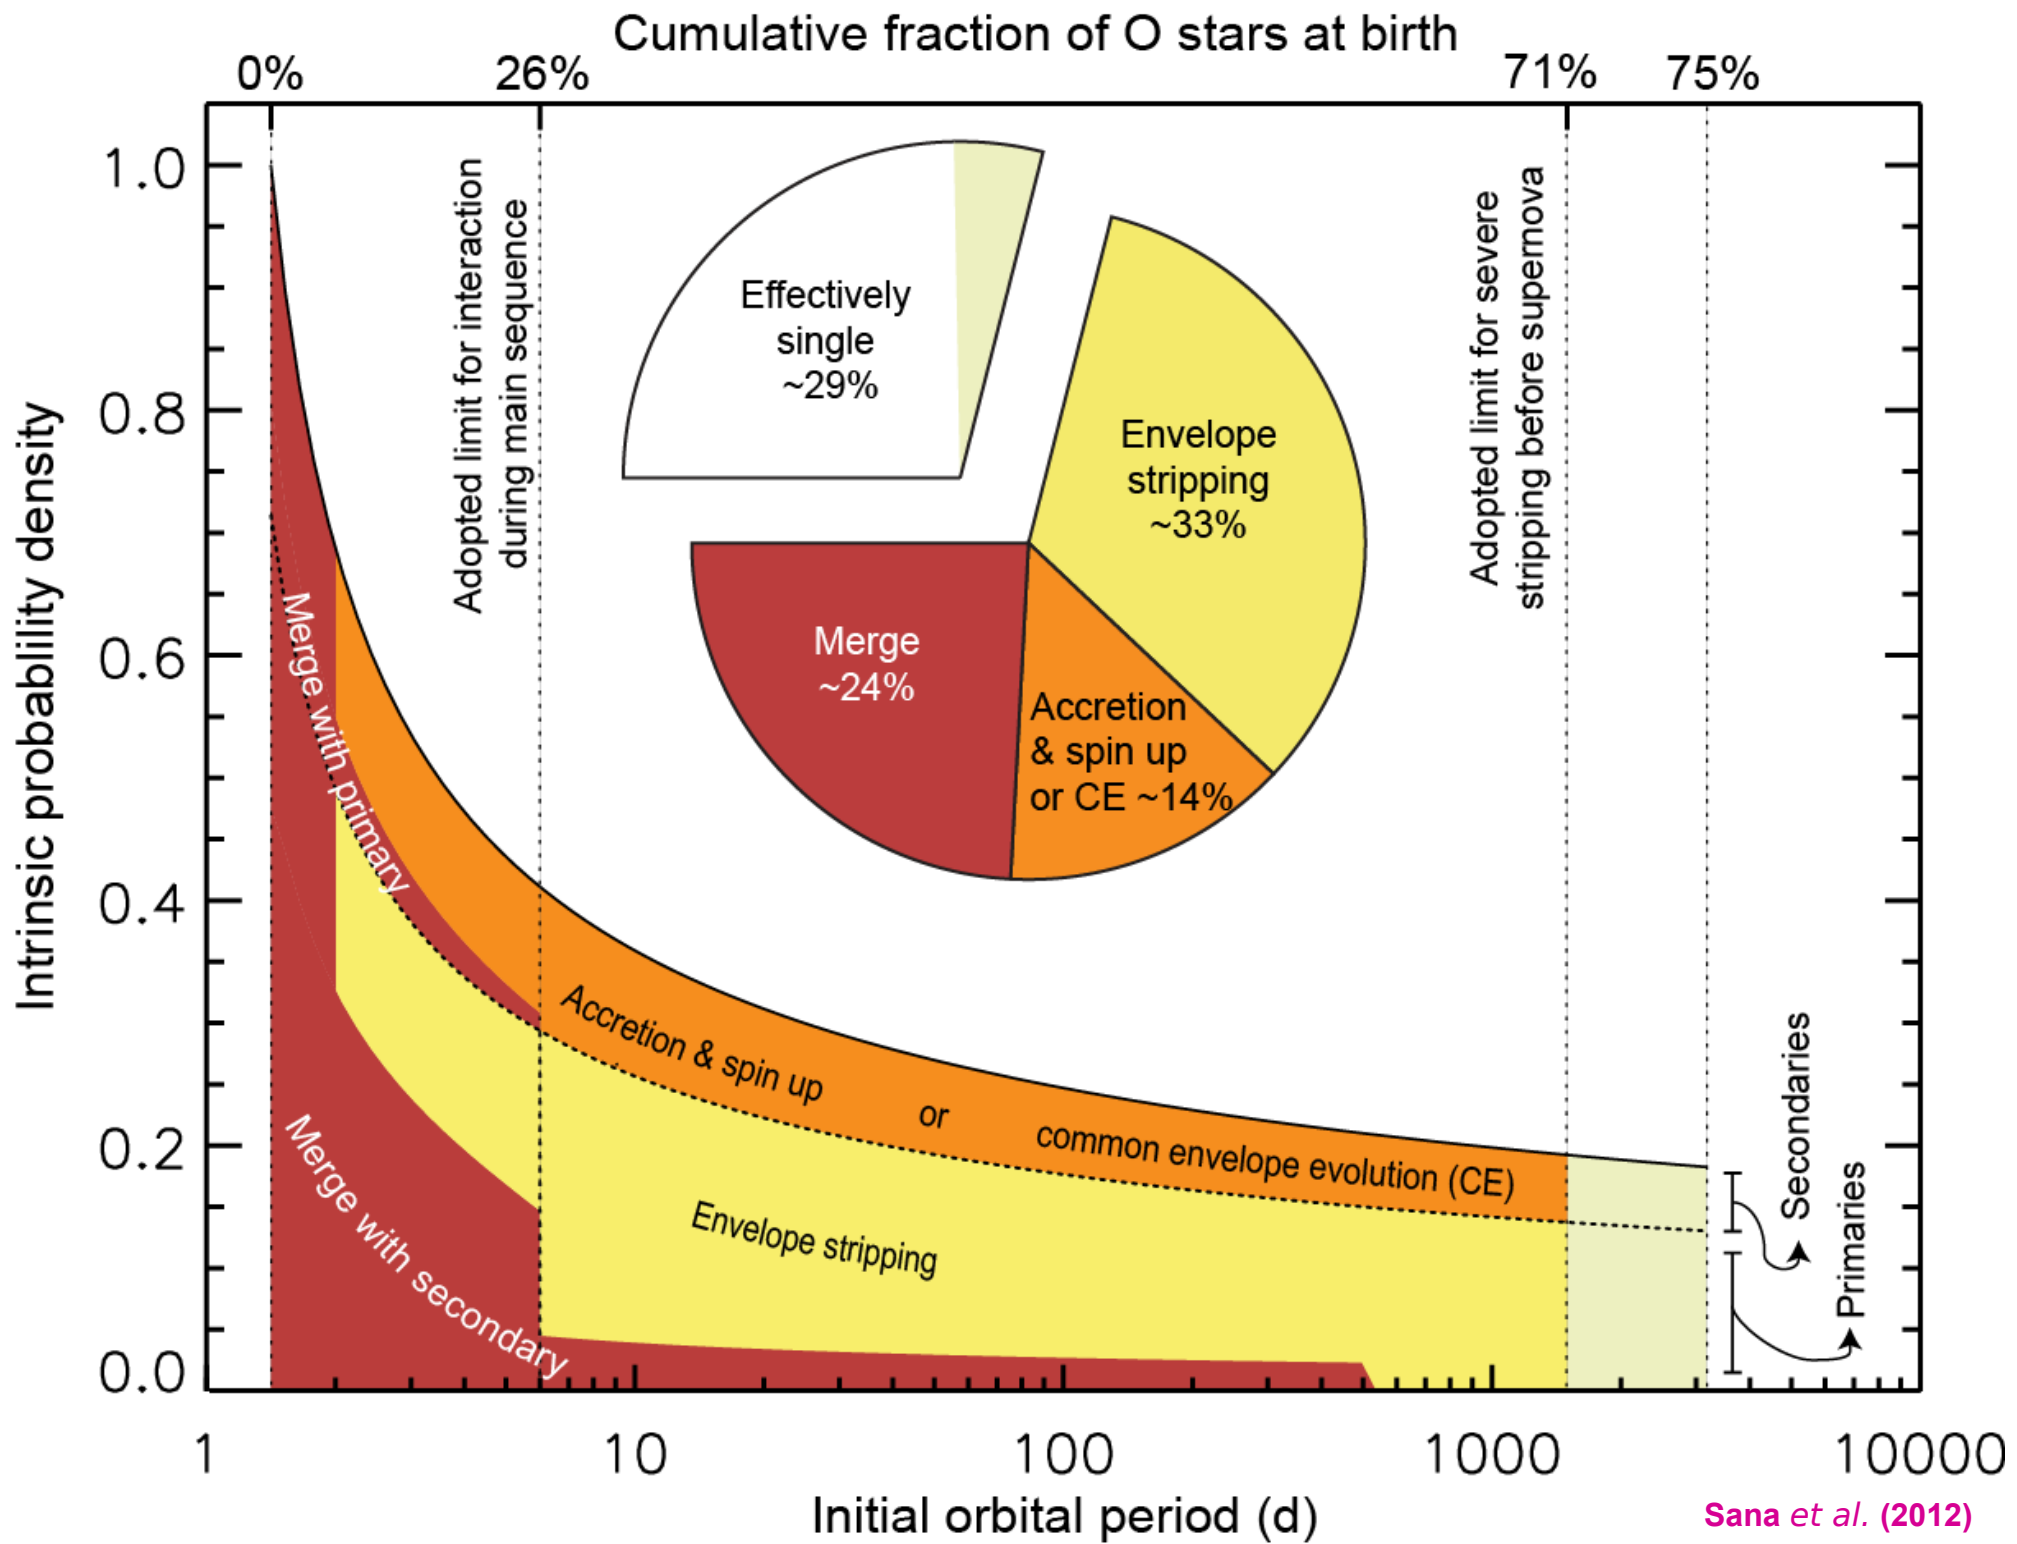 Cumulative fraction of O stars at birth
0%
26%
71%
75%
1.0
0.8
0.6
0.4
0.2
0.0
Intrinsic probability density
Adopted limit for interaction
during main sequence
Effectively
single
~29%
Envelope
stripping
~33%
Merge
~24%
Accretion
& spin up
or CE ~14%
Adopted limit for severe
stripping before supernova
Merge with primary
Merge with secondary
Accretion & spin up or common envelope evolution (CE)
Envelope stripping
Secondaries
Primaries
1
10
100
1000
10000
Initial orbital period (d)
Sana et al. (2012)